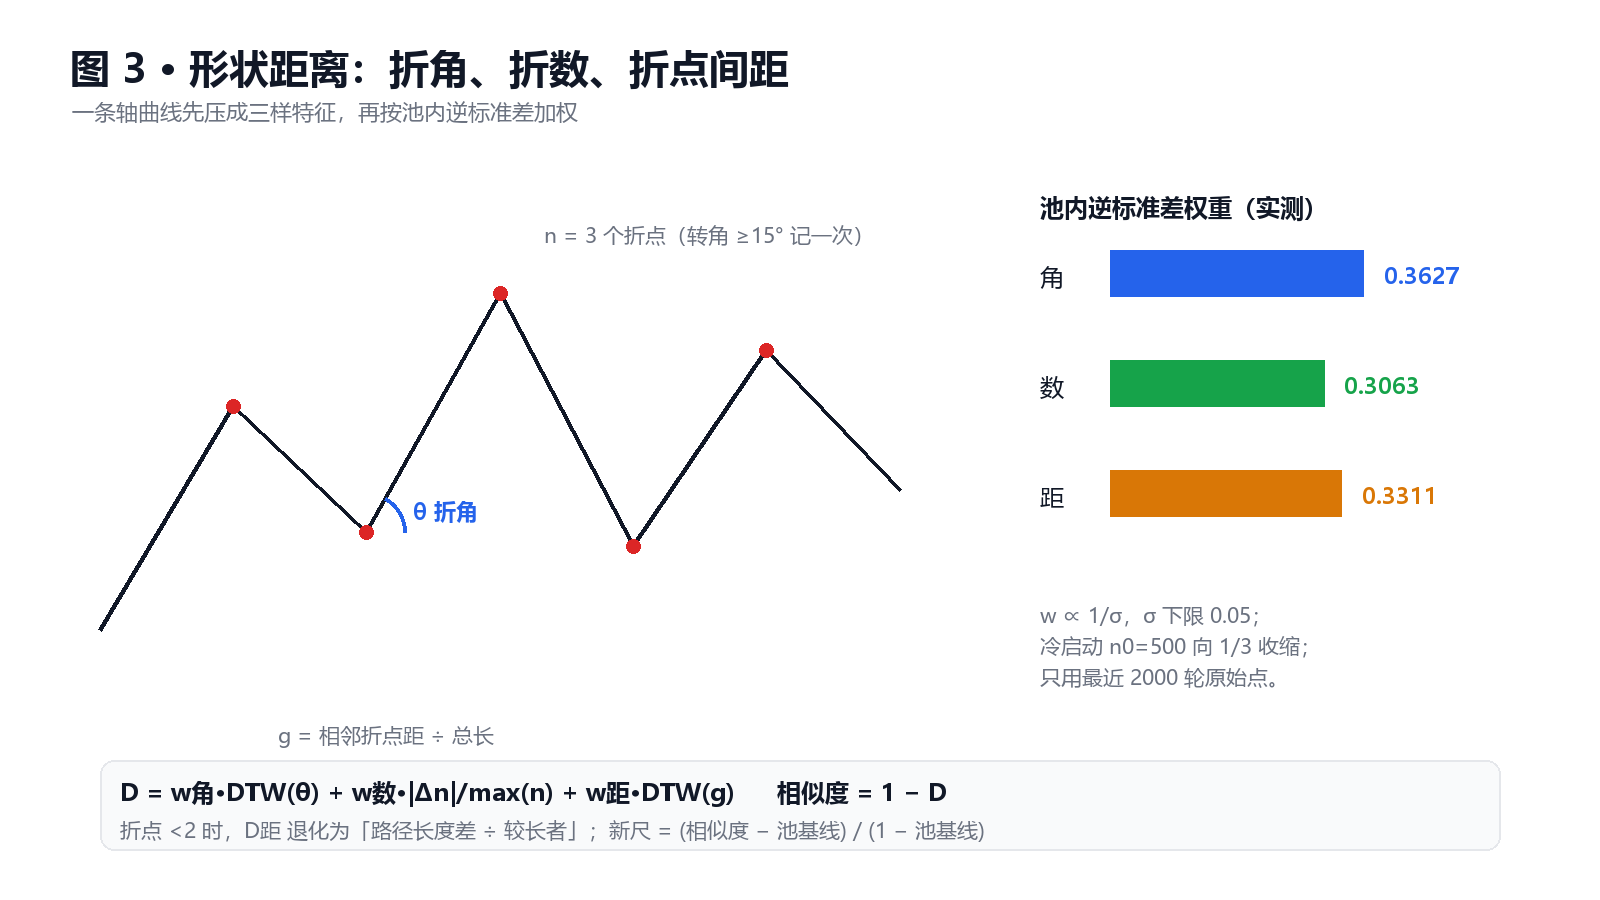 图 3 • 形状距离：折角、折数、折点间距
一条轴曲线先压成三样特征，再按池内逆标准差加权
n = 3 个折点（转角 ≥15° 记一次）
θ 折角
g = 相邻折点距 ÷ 总长
池内逆标准差权重（实测）
角 0.3627
数 0.3063
距 0.3311
w ∝ 1/σ，σ 下限 0.05；
冷启动 n0=500 向 1/3 收缩；
只用最近 2000 轮原始点。
D = w角•DTW(θ) + w数•|Δn|/max(n) + w距•DTW(g) 相似度 = 1 − D
折点 <2 时，D距 退化为「路径长度差 ÷ 较长者」；新尺 = (相似度 − 池基线) / (1 − 池基线)